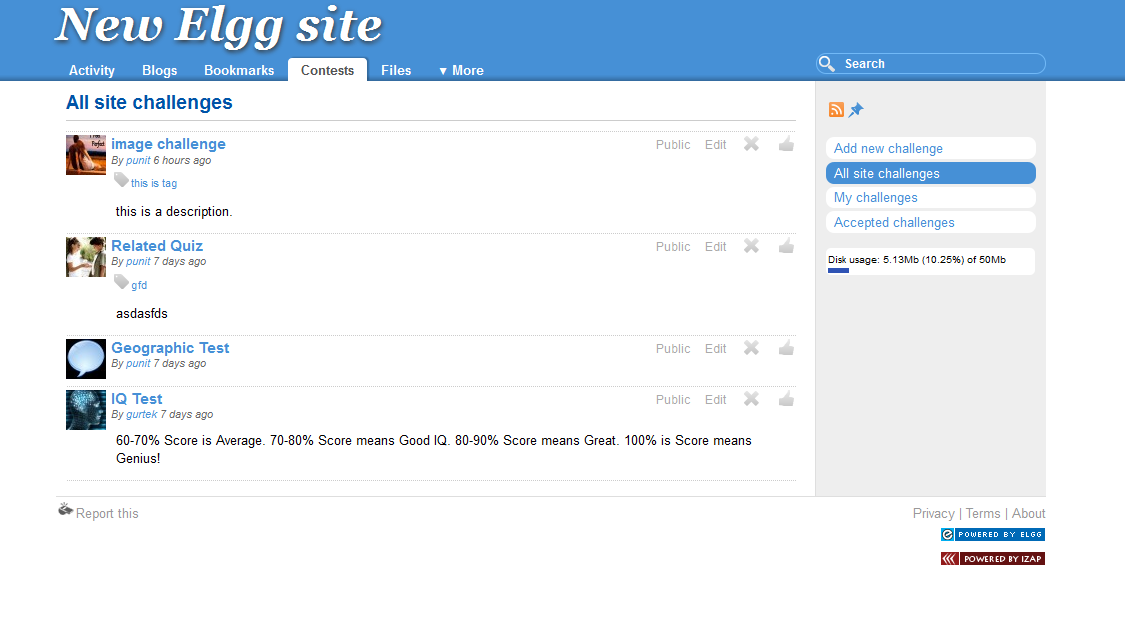 New Elgg site
Activity Blogs Bookmarks Contests Files ▼ More
Search
All site challenges
image challenge
Public Edit
By punit 6 hours ago
this is tag
this is a description.
Related Quiz
Public Edit
By punit 7 days ago
gfd
asdasfds
Geographic Test
Public Edit
By punit 7 days ago
IQ Test
Public Edit
By gurtek 7 days ago
60-70% Score is Average. 70-80% Score means Good IQ. 80-90% Score means Great. 100% is Score means
Genius!
Add new challenge
All site challenges
My challenges
Accepted challenges
Disk usage: 5.13Mb (10.25%) of 50Mb
Report this
Privacy | Terms | About
POWERED BY ELGG
POWERED BY IZAP